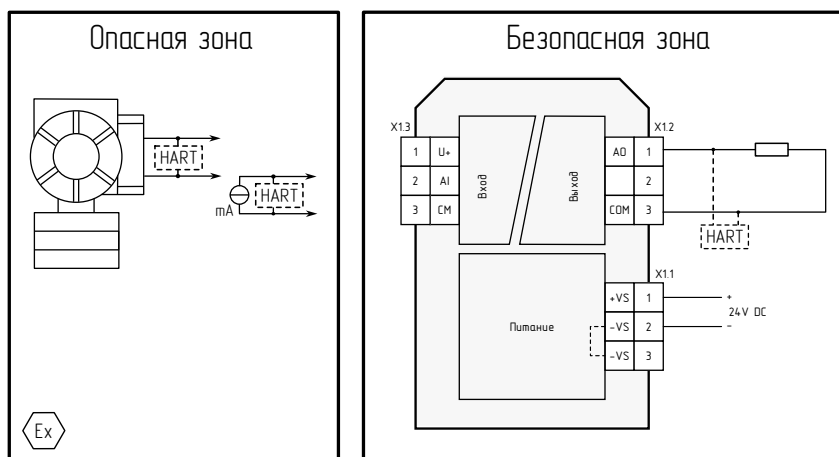 Опасная зона
HART
HART
mA
Ex
Безопасная зона
X1.3
X1.2
1 U+
2 AI
3 CM
Вход
Выход
AO 1
2
COM 3
HART
X1.1
Питание
+VS 1
-VS 2
-VS 3
+
24V DC
-